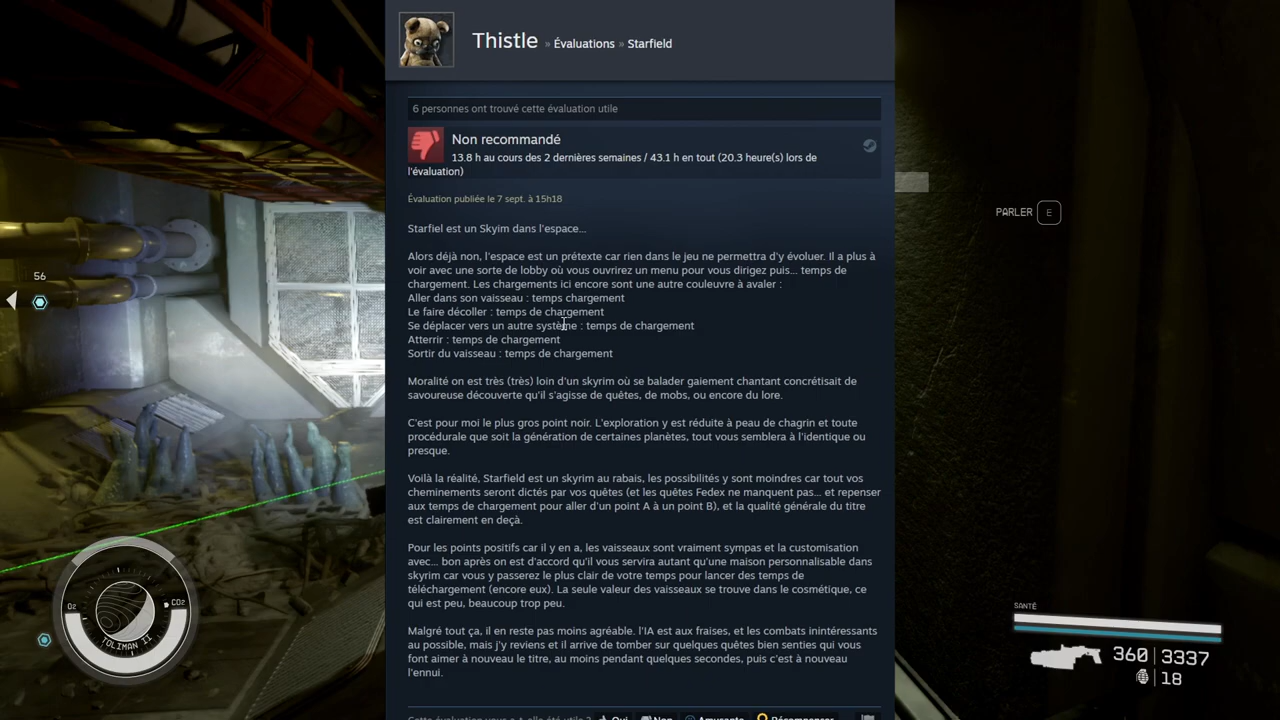 Thistle » Évaluations » Starfield
6 personnes ont trouvé cette évaluation utile
Non recommandé
13.8 h au cours des 2 dernières semaines / 43.1 h en tout (20.3 heure(s) lors de
l'évaluation)
Évaluation publiée le 7 sept. à 15h18
Starfiel est un Skyim dans l'espace...
Alors déjà non, l'espace est un prétexte car rien dans le jeu ne permettra d'y évoluer. Il a plus à
voir avec une sorte de lobby où vous ouvrirez un menu pour vous dirigez puis... temps de
chargement. Les chargements ici encore sont une autre couleuvre à avaler :
Aller dans son vaisseau : temps chargement
Le faire décoller : temps de chargement
Se déplacer vers un autre système : temps de chargement
Atterrir : temps de chargement
Sortir du vaisseau : temps de chargement
Moralité on est très (très) loin d'un skyrim où se balader gaiement chantant concrétisait de
savoureuse découverte qu'il s'agisse de quêtes, de mobs, ou encore du lore.
C'est pour moi le plus gros point noir. L'exploration y est réduite à peau de chagrin et toute
procédurale que soit la génération de certaines planètes, tout vous semblera à l'identique ou
presque.
Voilà la réalité, Starfield est un skyrim au rabais, les possibilités y sont moindres car tout vos
cheminements seront dictés par vos quêtes (et les quêtes Fedex ne manquent pas... et repenser
aux temps de chargement pour aller d'un point A à un point B), et la qualité générale du titre
est clairement en deçà.
Pour les points positifs car il y en a, les vaisseaux sont vraiment sympas et la customisation
avec... bon après on est d'accord qu'il vous servira autant qu'une maison personnalisable dans
skyrim car vous y passerez le plus clair de votre temps pour lancer des temps de
téléchargement (encore eux). La seule valeur des vaisseaux se trouve dans le cosmétique, ce
qui est peu, beaucoup trop peu.
Malgré tout ça, il en reste pas moins agréable. l'IA est aux fraises, et les combats inintéressants
au possible, mais j'y reviens et il arrive de tomber sur quelques quêtes bien senties qui vous
font aimer à nouveau le titre, au moins pendant quelques secondes, puis c'est à nouveau
l'ennui.
Cette évaluation vous a-t-elle été utile ? Oui Non Amusante Récompenser
PARLER E
56
O2 CO2
TOLIMAN II
SANTÉ
360 | 3337
18